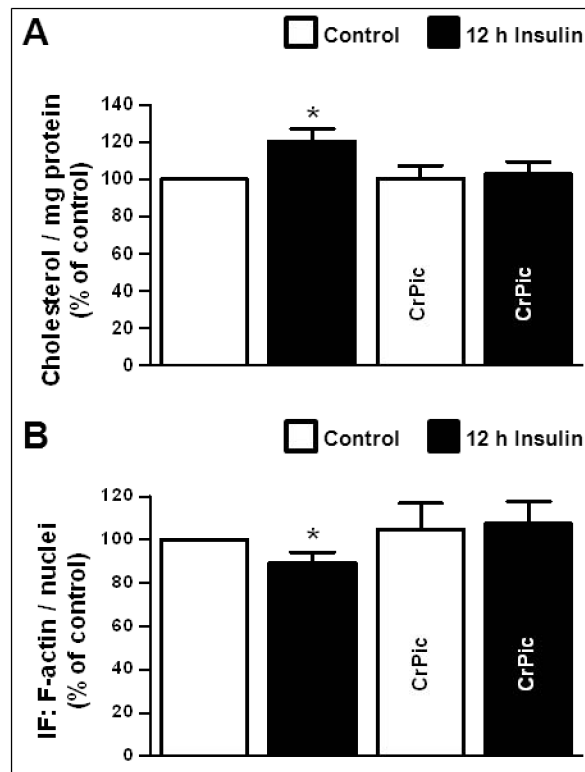 A
Control 12 h Insulin
Cholesterol / mg protein
(% of control)
140
120
100
80
60
40
20
0
*
CrPic
CrPic
B
Control 12 h Insulin
IF: F-actin / nuclei
(% of control)
120
100
80
60
40
20
0
*
CrPic
CrPic